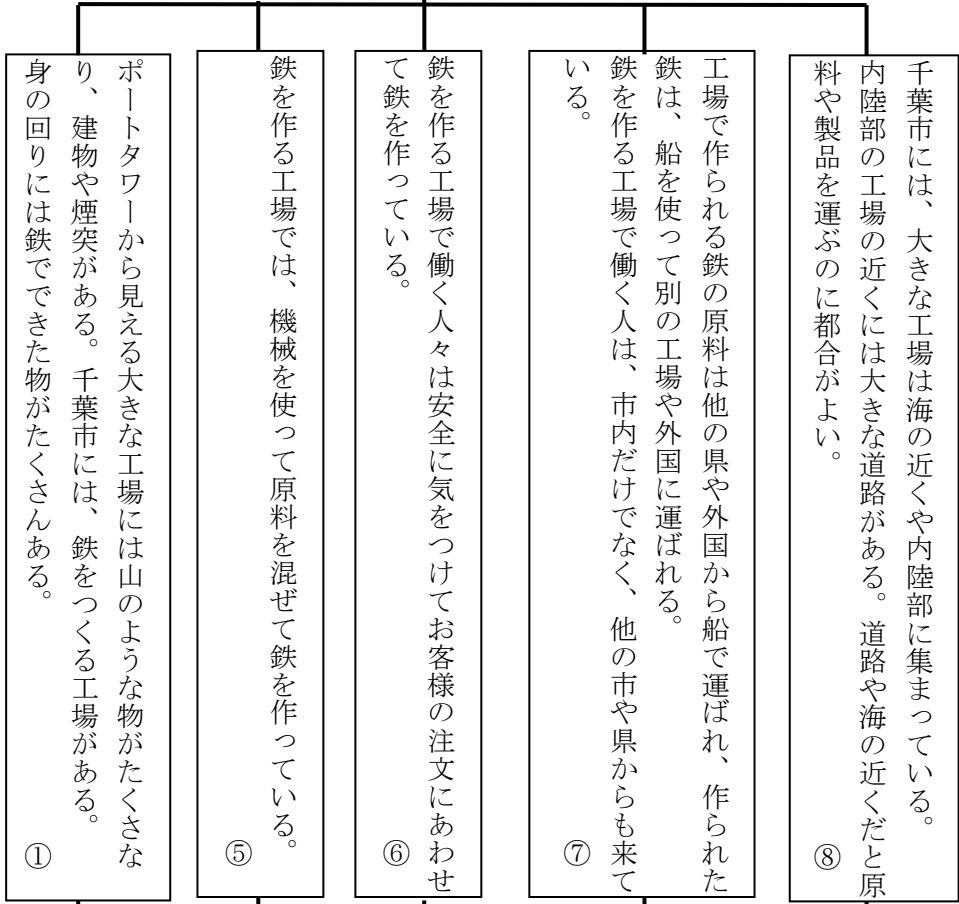 千葉市には、大きな工場は海の近くや内陸部に集まっている。
内陸部の工場の近くには大きな道路がある。道路や海の近くだと原
料や製品を運ぶのに都合がよい。
⑧
工場で作られる鉄の原料は他の県や外国から船で運ばれ、作られた
鉄は、船を使って別の工場や外国に運ばれる。
鉄を作る工場で働く人は、市内だけでなく、他の市や県からも来て
いる。
⑦
鉄を作る工場で働く人々は安全に気をつけてお客様の注文にあわせ
て鉄を作っている。
⑥
鉄を作る工場では、機械を使って原料を混ぜて鉄を作っている。
⑤
ポートタワーから見える大きな工場には山のような物がたくさな
り、建物や煙突がある。千葉市には、鉄をつくる工場がある。
身の回りには鉄でできた物がたくさんある。
①